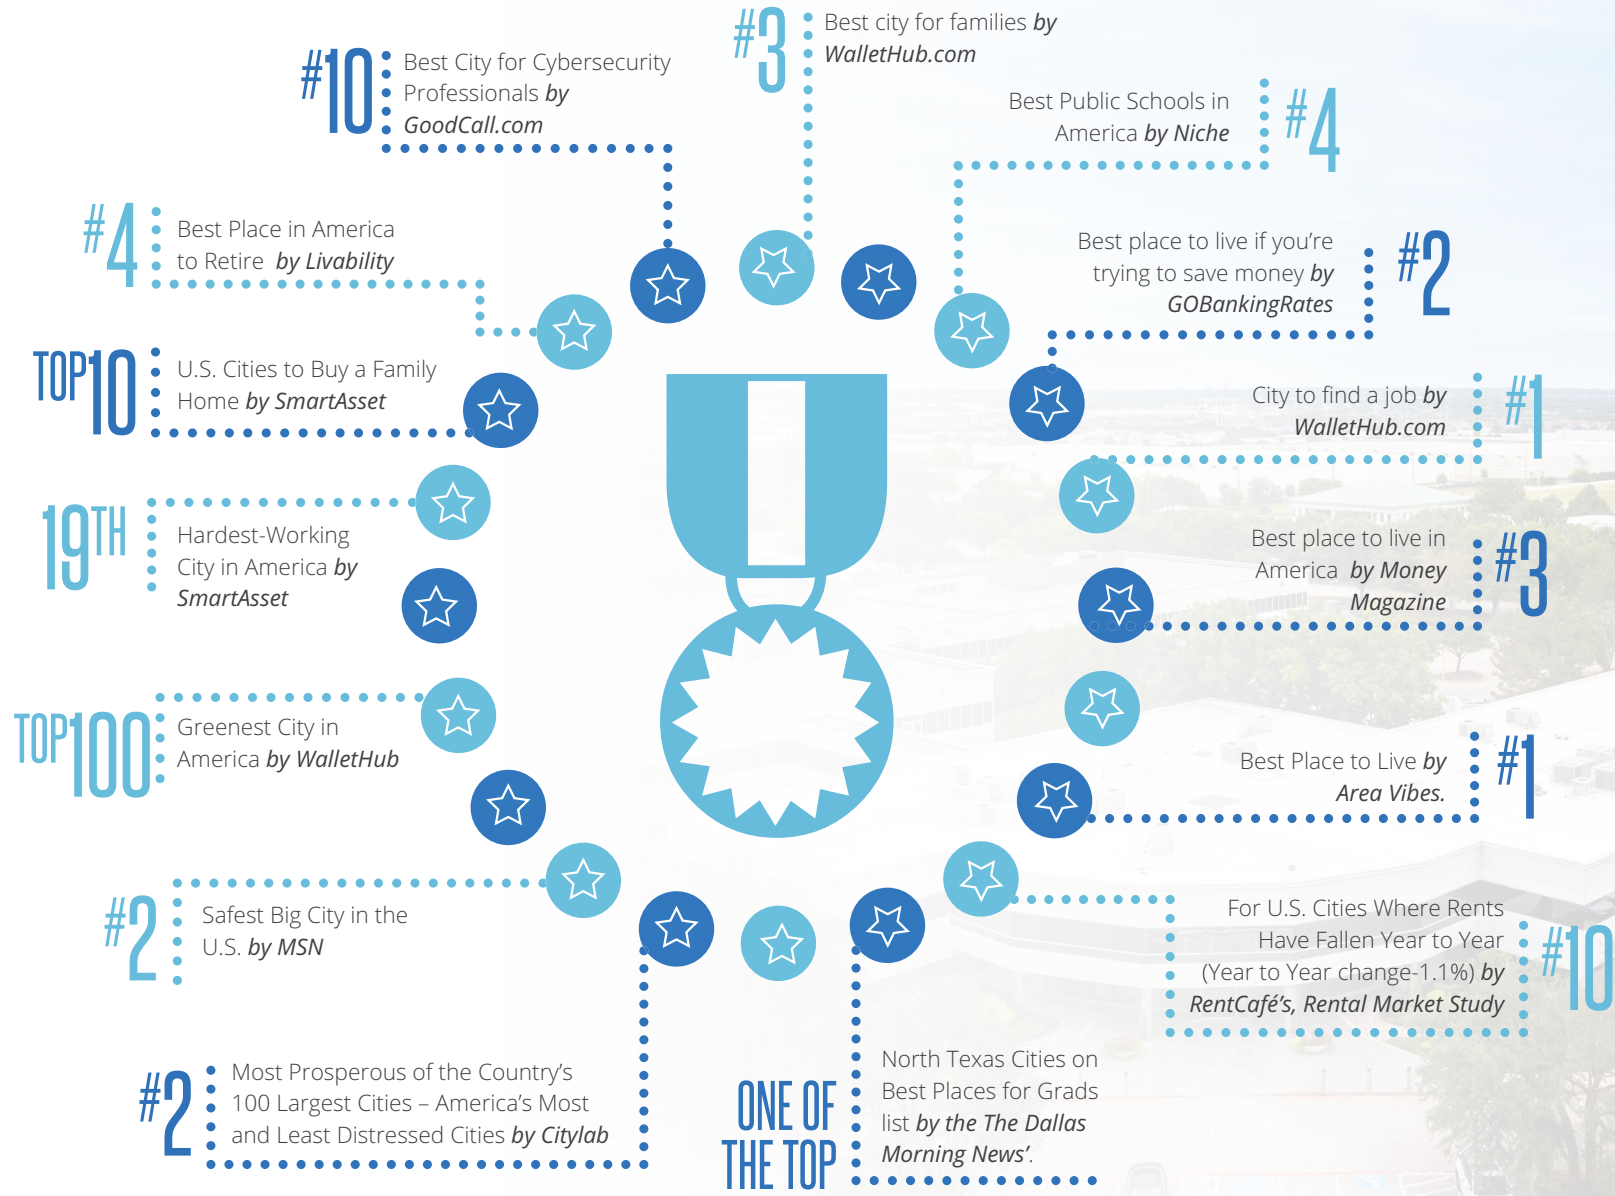 #10
Best City for Cybersecurity
Professionals by
GoodCall.com
#3
Best city for families by
WalletHub.com
Best Public Schools in
America by Niche
#4
#4
Best Place in America
to Retire by Livability
Best place to live if you’re
trying to save money by
GOBankingRates
#2
TOP10
U.S. Cities to Buy a Family
Home by SmartAsset
City to find a job by
WalletHub.com
#1
19TH
Hardest-Working
City in America by
SmartAsset
Best place to live in
America by Money
Magazine
#3
TOP100
Greenest City in
America by WalletHub
Best Place to Live by
Area Vibes.
#1
#2
Safest Big City in the
U.S. by MSN
For U.S. Cities Where Rents
Have Fallen Year to Year
(Year to Year change-1.1%) by
RentCafé’s, Rental Market Study
#10
#2
Most Prosperous of the Country’s
100 Largest Cities – America’s Most
and Least Distressed Cities by Citylab
ONE OF
THE TOP
North Texas Cities on
Best Places for Grads
list by the The Dallas
Morning News’.